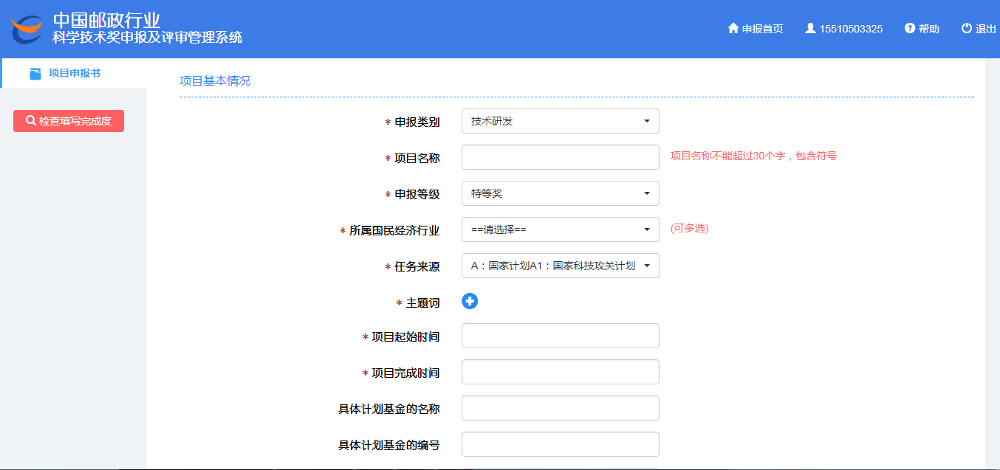 中国邮政行业
科学技术奖申报及评审管理系统
申报首页 15510503325 帮助 退出
项目申报书
检查填写完成度
项目基本情况
* 申报类别 技术研发
* 项目名称 项目名称不能超过30个字，包含符号
* 申报等级 特等奖
* 所属国民经济行业 ==请选择== (可多选)
* 任务来源 A：国家计划A1：国家科技攻关计划
* 主题词
* 项目起始时间
* 项目完成时间
具体计划基金的名称
具体计划基金的编号